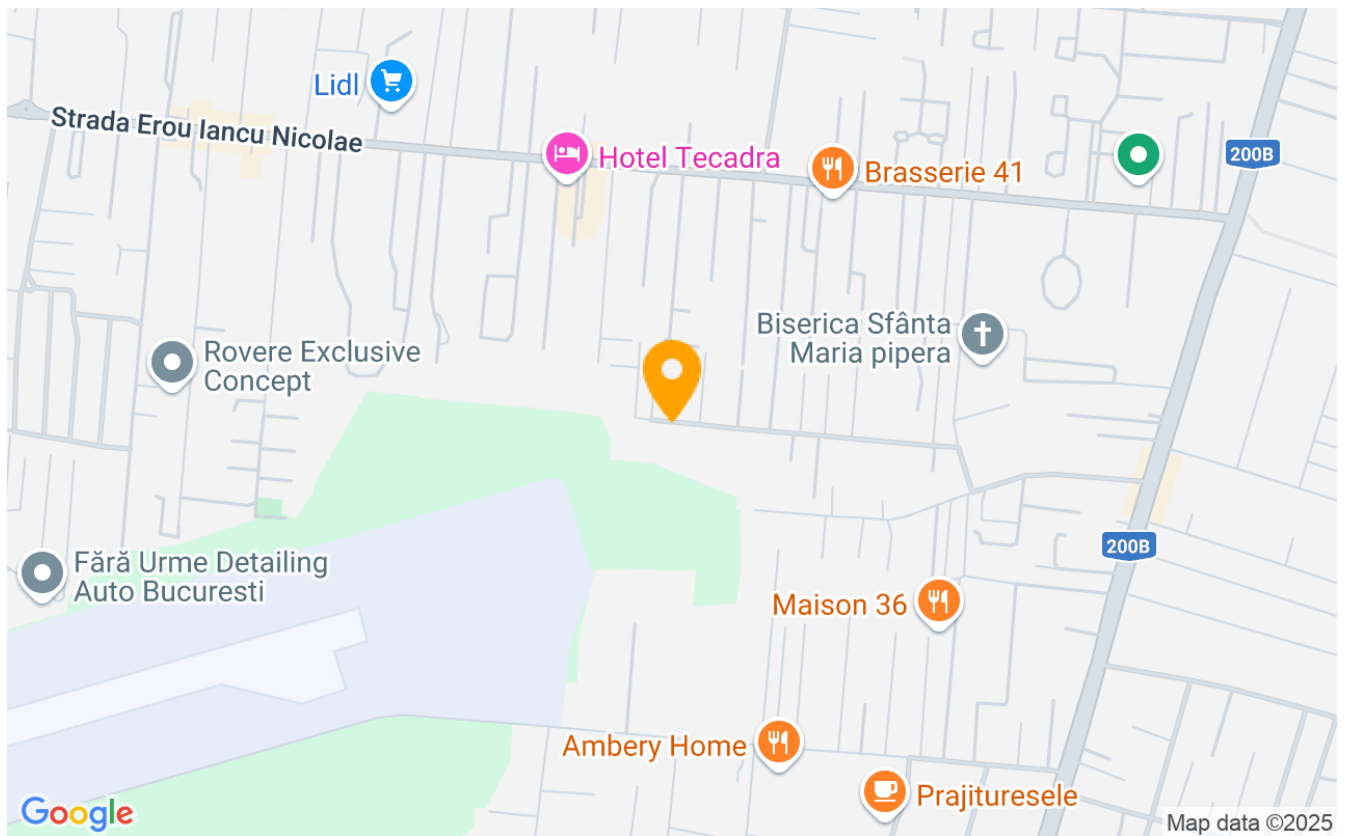 Lidl
Strada Erou Iancu Nicolae
Hotel Tecadra
Brasserie 41
200B
Biserica Sfânta
Maria pipera
Rovere Exclusive
Concept
200B
Fără Urme Detailing
Auto Bucuresti
Maison 36
Ambery Home
Prajituresele
Google
Map data ©2025